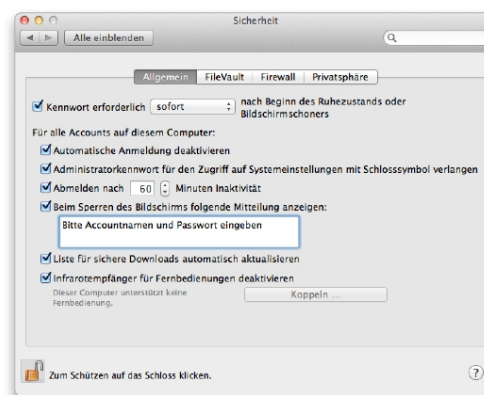 Sicherheit
Alle einblenden
Allgemein FileVault Firewall Privatsphäre
Kennwort erforderlich sofort nach Beginn des Ruhezustands oder
Bildschirmschoners
Für alle Accounts auf diesem Computer:
Automatische Anmeldung deaktivieren
Administratorkennwort für den Zugriff auf Systemeinstellungen mit Schlosssymbol verlangen
Abmelden nach 60 Minuten Inaktivität
Beim Sperren des Bildschirms folgende Mitteilung anzeigen:
Bitte Accountnamen und Passwort eingeben
Liste für sichere Downloads automatisch aktualisieren
Infrarotempfänger für Fernbedienungen deaktivieren
Dieser Computer unterstützt keine
Fernbedienung.
Koppeln ...
Zum Schützen auf das Schloss klicken.
?